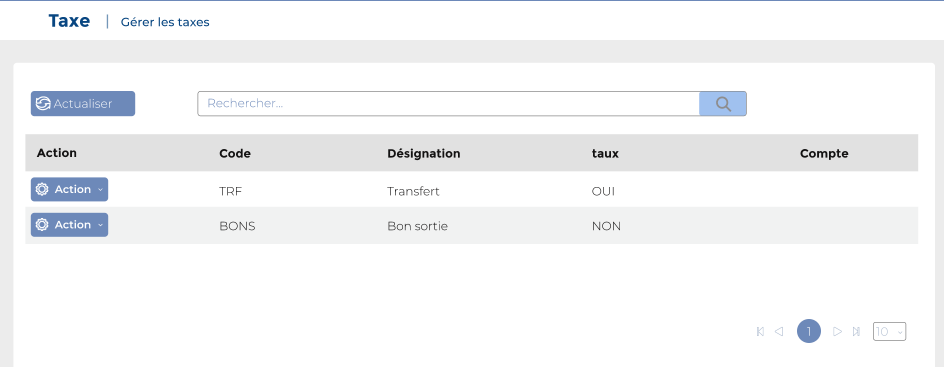 Taxe | Gérer les taxes
Actualiser Rechercher...
Action Code Désignation taux Compte
Action TRF Transfert OUI
Action BONS Bon sortie NON
1 10